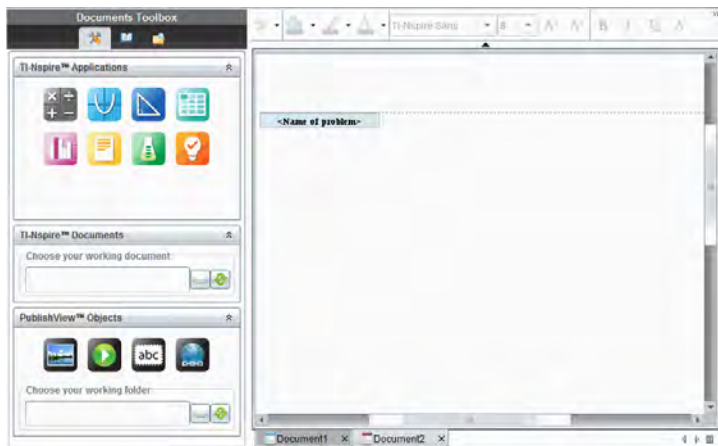 Documents Toolbox
TI-Nspire™ Applications
TI-Nspire™ Documents
Choose your working document:
PublishView™ Objects
abc
Choose your working folder:
TI-Nspire Sans
8
A
A
A
B
I
U
A
<Name of problem>
Document1
Document2